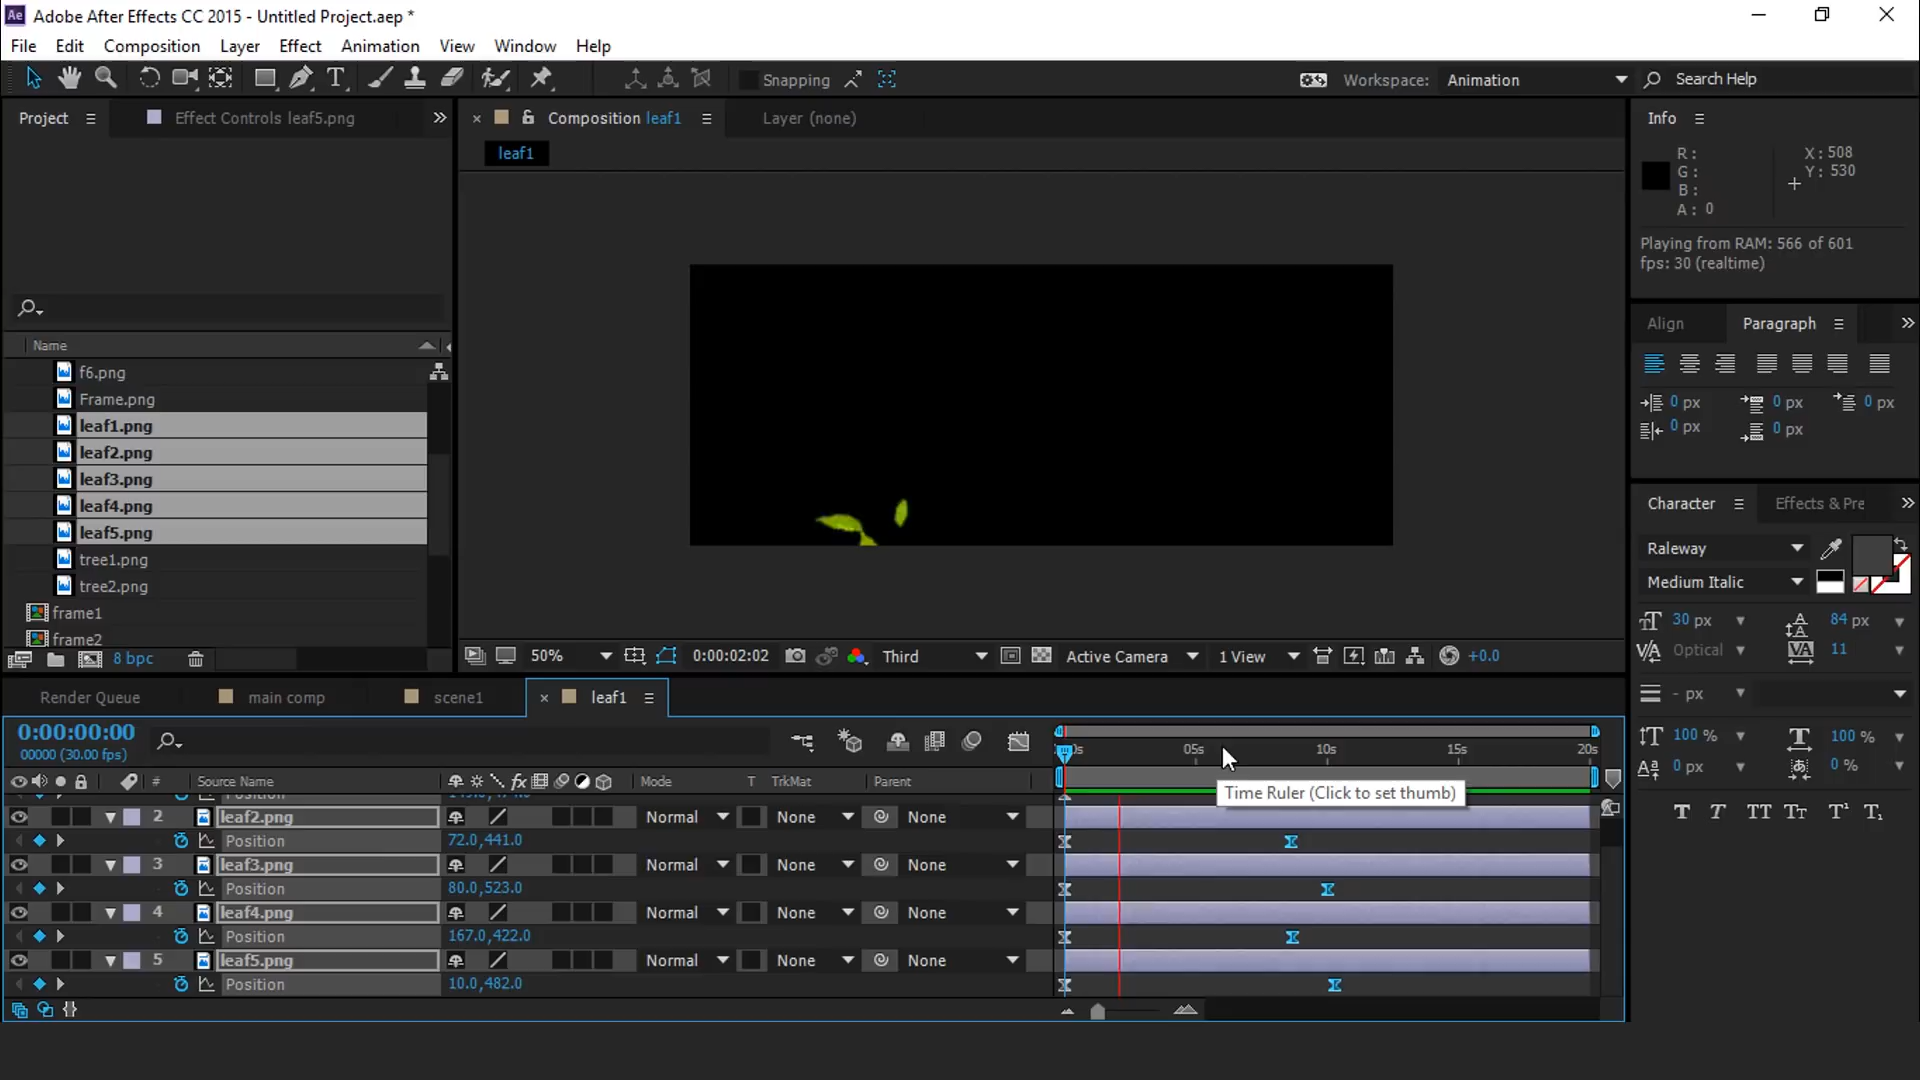 Ae Adobe After Effects CC 2015 - Untitled Project.aep *
File Edit Composition Layer Effect Animation View Window Help
Snapping Workspace: Animation Search Help
Project Effect Controls leaf5.png
Composition leaf1 Layer (none)
leaf1
Name
f6.png
Frame.png
leaf1.png
leaf2.png
leaf3.png
leaf4.png
leaf5.png
tree1.png
tree2.png
frame1
frame2
8 bpc
50% 0:00:02:02 Third Active Camera 1 View +0.0
Info
R: X: 508
G: Y: 530
B:
A: 0
Playing from RAM: 566 of 601
fps: 30 (realtime)
Align Paragraph
0 px 0 px 0 px
0 px 0 px
Character Effects & Pre
Raleway
Medium Italic
30 px 84 px
Optical 11
- px
100 % 100 %
0 px 0 %
T T TT Tt T¹ T₁
Render Queue main comp scene1 leaf1
0:00:00:00
00000 (30.00 fps)
# Source Name Mode T TrkMat Parent
05s 10s 15s 20s
Time Ruler (Click to set thumb)
2 leaf2.png Normal None None
Position 72.0,441.0
3 leaf3.png Normal None None
Position 80.0,523.0
4 leaf4.png Normal None None
Position 167.0,422.0
5 leaf5.png Normal None None
Position 10.0,482.0